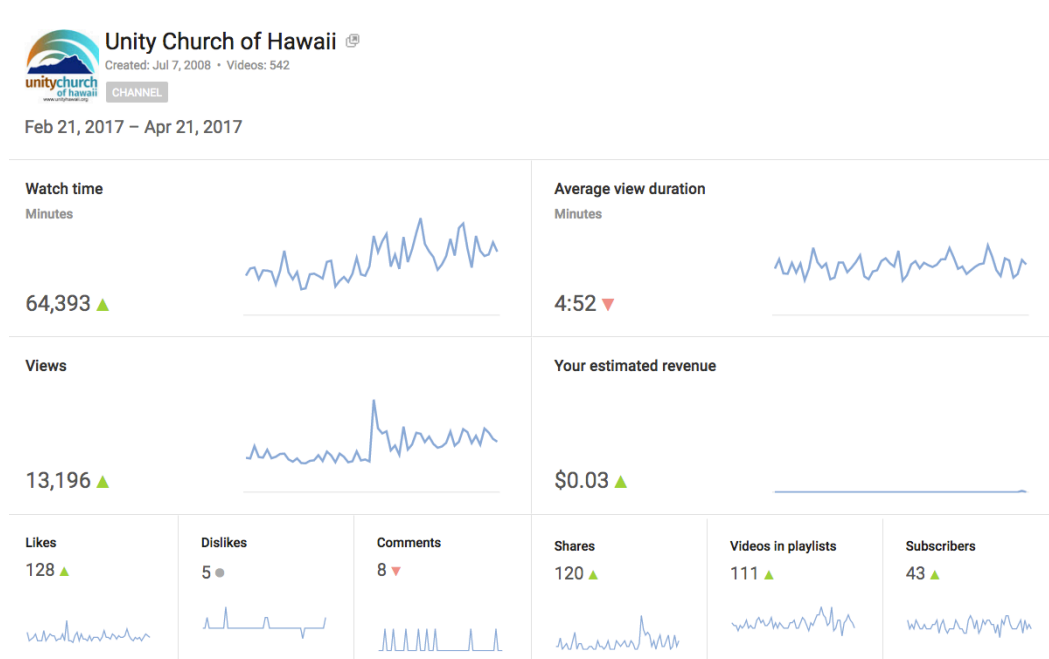 Unity Church of Hawaii
Created: Jul 7, 2008 • Videos: 542
unitychurch
of hawaii
www.unityhawaii.org
CHANNEL
Feb 21, 2017 – Apr 21, 2017
Watch time
Minutes
64,393
Average view duration
Minutes
4:52
Views
13,196
Your estimated revenue
$0.03
Likes
128
Dislikes
5
Comments
8
Shares
120
Videos in playlists
111
Subscribers
43